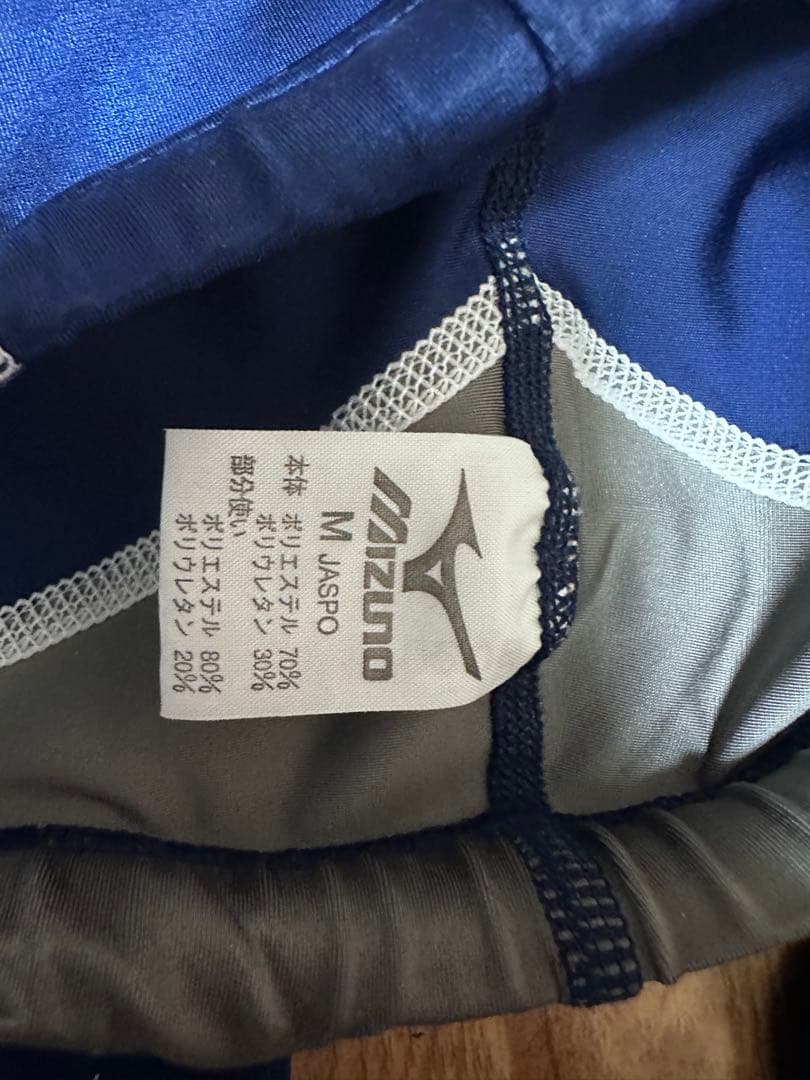 MIZUNO
M JASPO
本体 ポリエステル 70%
ポリウレタン 30%
部分使い
ポリエステル 80%
ポリウレタン 20%